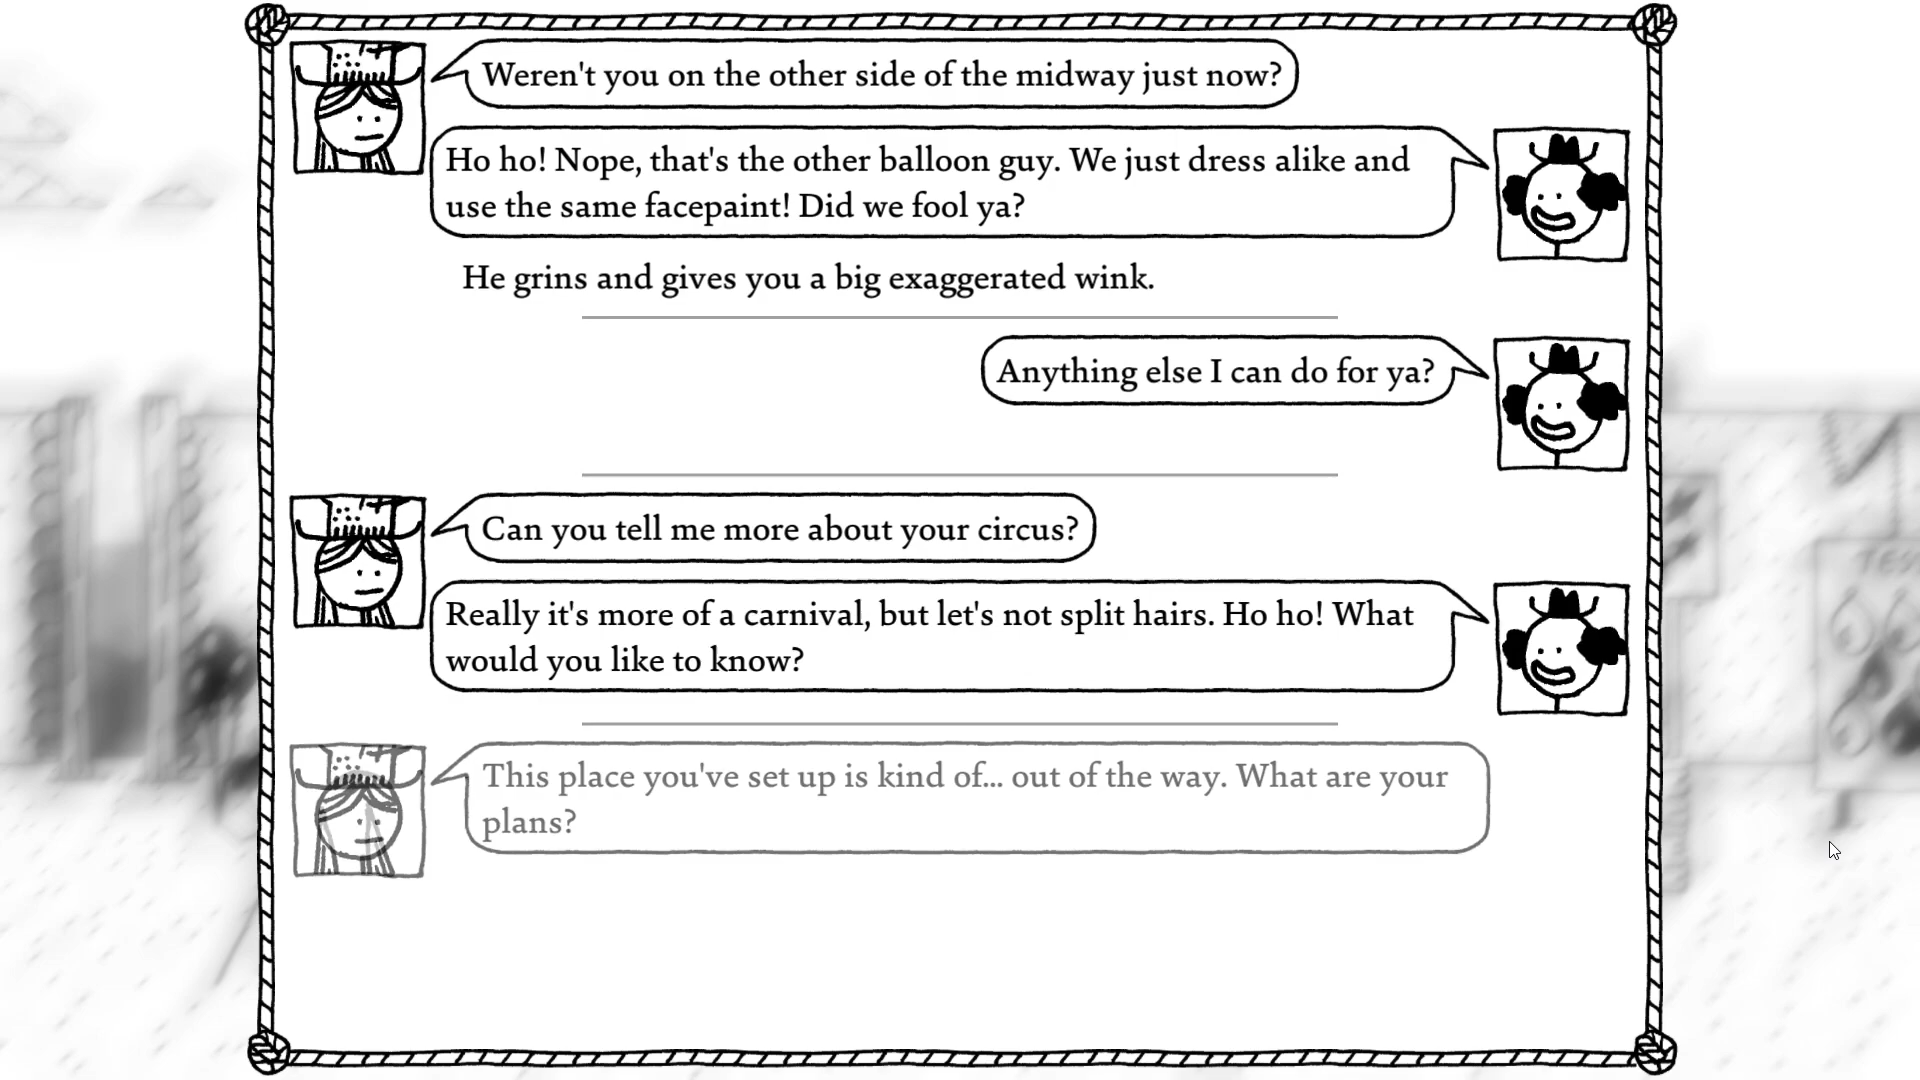 Weren't you on the other side of the midway just now?
Ho ho! Nope, that's the other balloon guy. We just dress alike and
use the same facepaint! Did we fool ya?
He grins and gives you a big exaggerated wink.
Anything else I can do for ya?
Can you tell me more about your circus?
Really it's more of a carnival, but let's not split hairs. Ho ho! What
would you like to know?
This place you've set up is kind of... out of the way. What are your
plans?